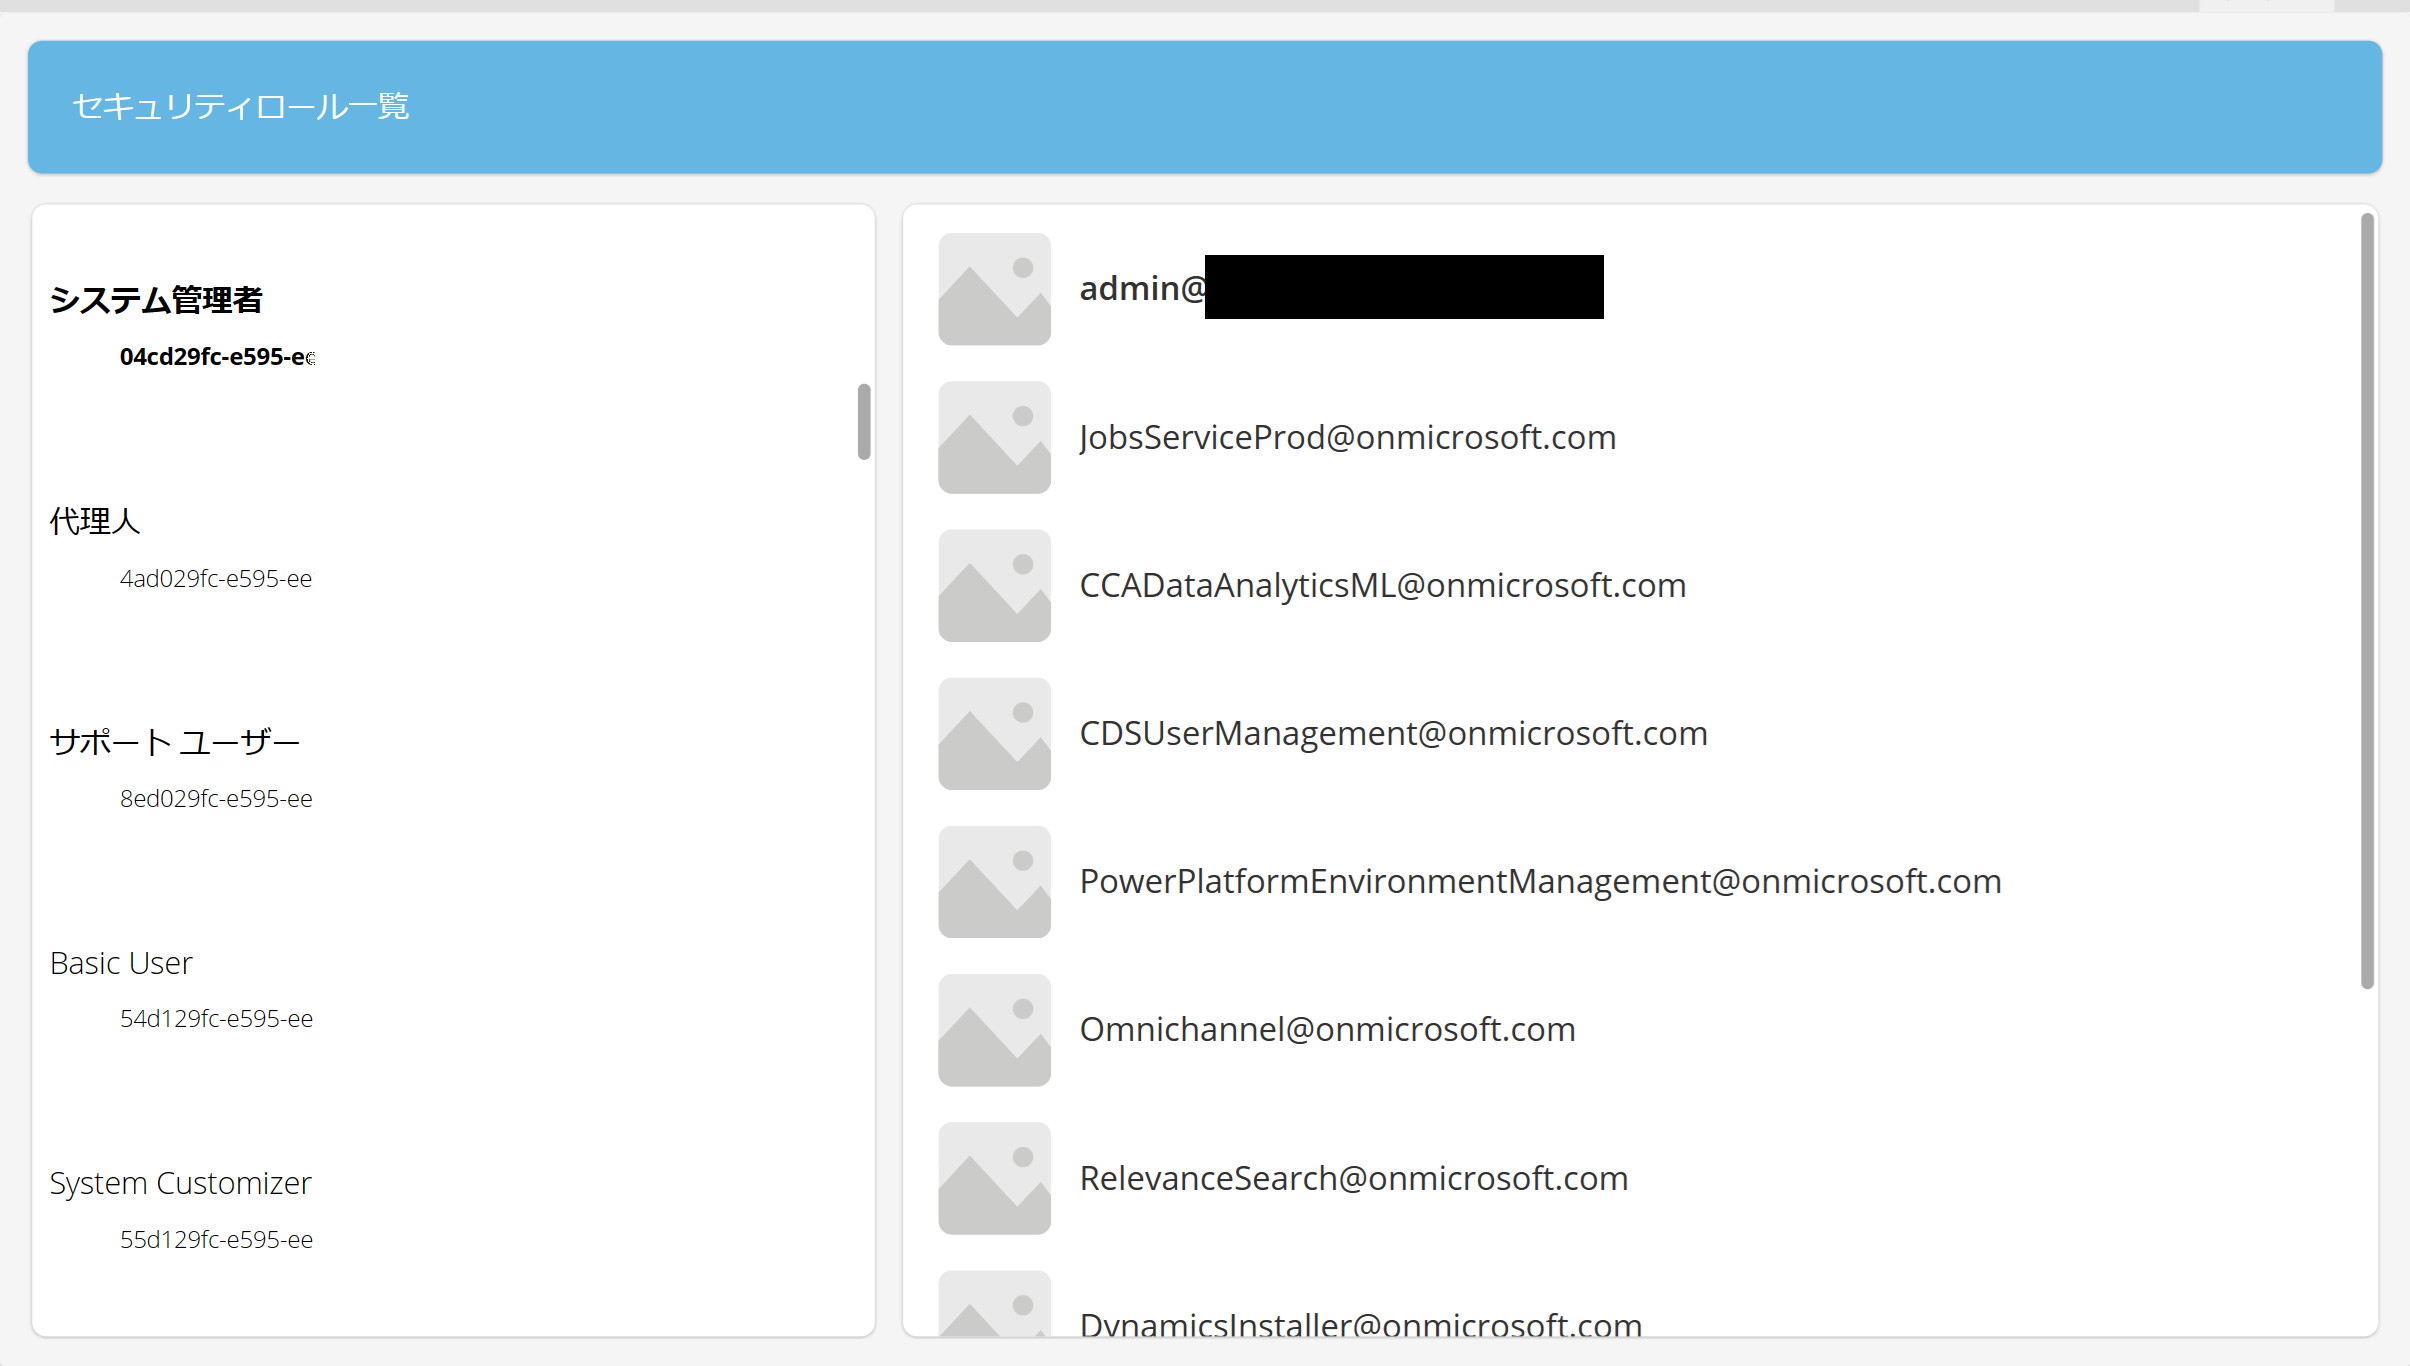 セキュリティロール一覧
システム管理者
04cd29fc-e595-ee
代理人
4ad029fc-e595-ee
サポート ユーザー
8ed029fc-e595-ee
Basic User
54d129fc-e595-ee
System Customizer
55d129fc-e595-ee
admin@
JobsServiceProd@onmicrosoft.com
CCADataAnalyticsML@onmicrosoft.com
CDSUserManagement@onmicrosoft.com
PowerPlatformEnvironmentManagement@onmicrosoft.com
Omnichannel@onmicrosoft.com
RelevanceSearch@onmicrosoft.com
DynamicsInstaller@onmicrosoft.com